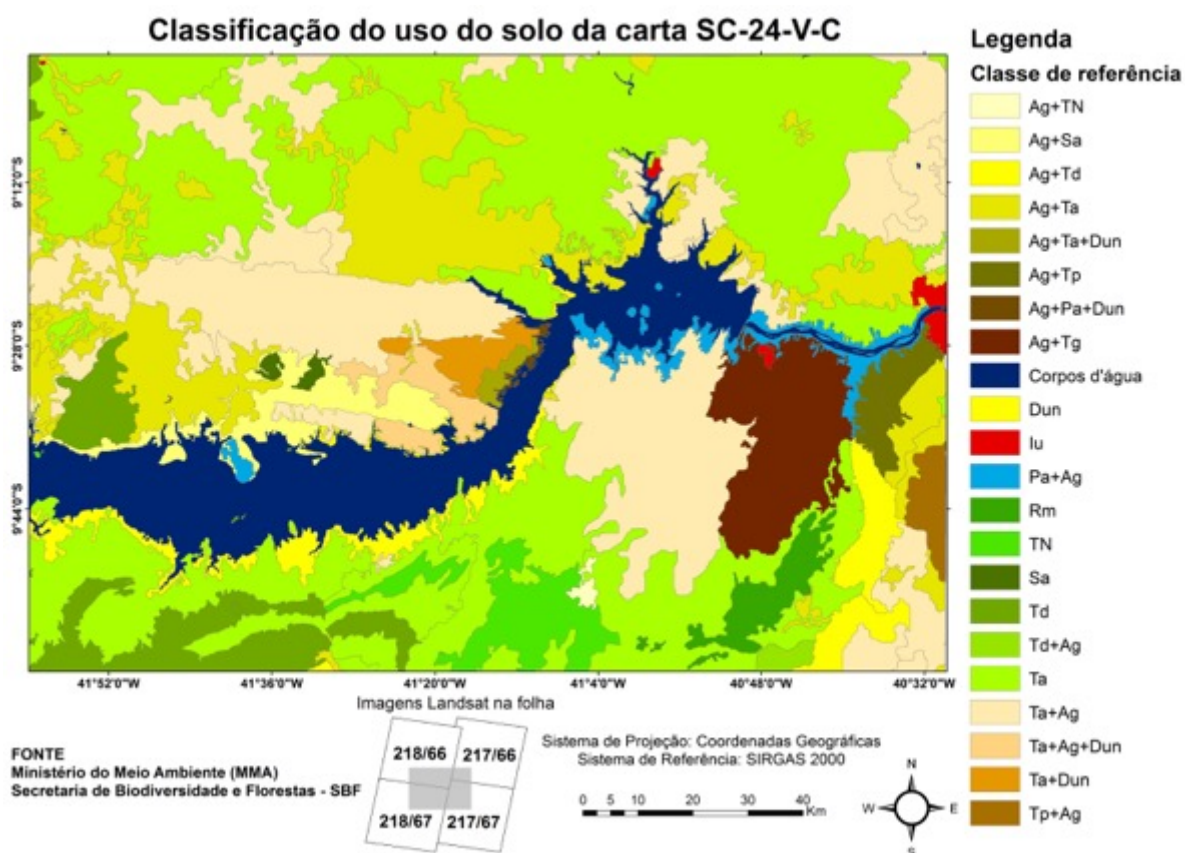 Classificação do uso do solo da carta SC-24-V-C
9°12'0"S
9°28'0"S
9°44'0"S
41°52'0"W
41°36'0"W
41°20'0"W
41°4'0"W
40°48'0"W
40°32'0"W
Legenda
Classe de referência
Ag+TN
Ag+Sa
Ag+Td
Ag+Ta
Ag+Ta+Dun
Ag+Tp
Ag+Pa+Dun
Ag+Tg
Corpos d'água
Dun
Iu
Pa+Ag
Rm
TN
Sa
Td
Td+Ag
Ta
Ta+Ag
Ta+Ag+Dun
Ta+Dun
Tp+Ag
Imagens Landsat na folha
218/66
217/66
218/67
217/67
FONTE
Ministério do Meio Ambiente (MMA)
Secretaria de Biodiversidade e Florestas - SBF
Sistema de Projeção: Coordenadas Geográficas
Sistema de Referência: SIRGAS 2000
0 5 10 20 30 40
Km
N
W
E
S